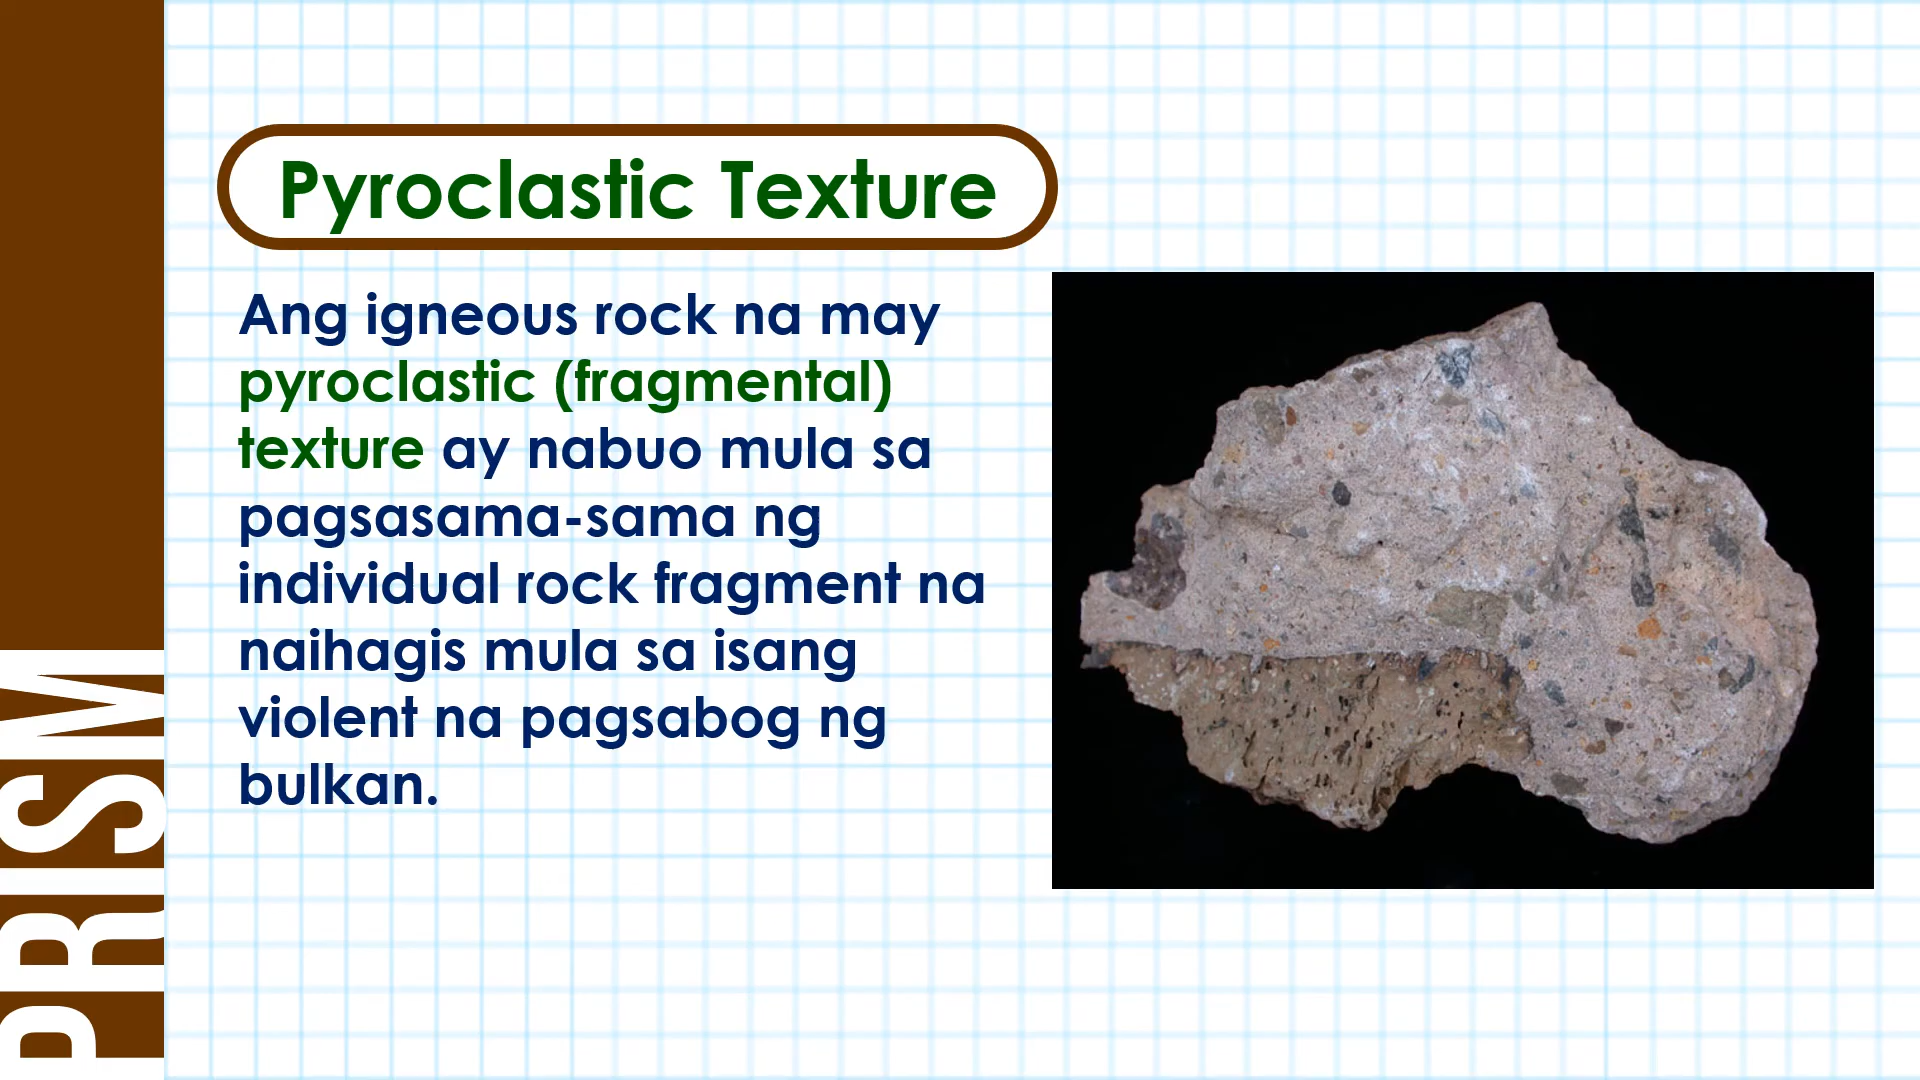 Pyroclastic Texture
Ang igneous rock na may
pyroclastic (fragmental)
texture ay nabuo mula sa
pagsasama-sama ng
individual rock fragment na
naihagis mula sa isang
violent na pagsabog ng
bulkan.
PRISM